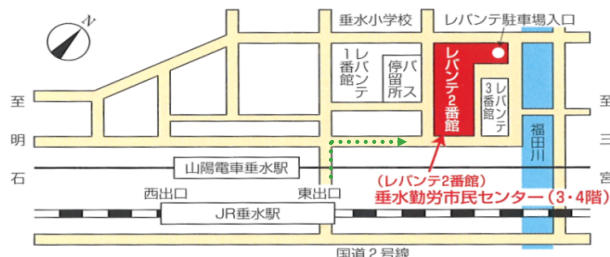 N
垂水小学校
レバンテ駐車場入口
レバンテ
1番館
バス
停留所
レバンテ2番館
レバンテ
3番館
至
明
石
至
三
宮
福田川
山陽電車垂水駅
西出口
東出口
(レバンテ2番館)
垂水勤労市民センター(3・4階)
JR垂水駅
国道2号線